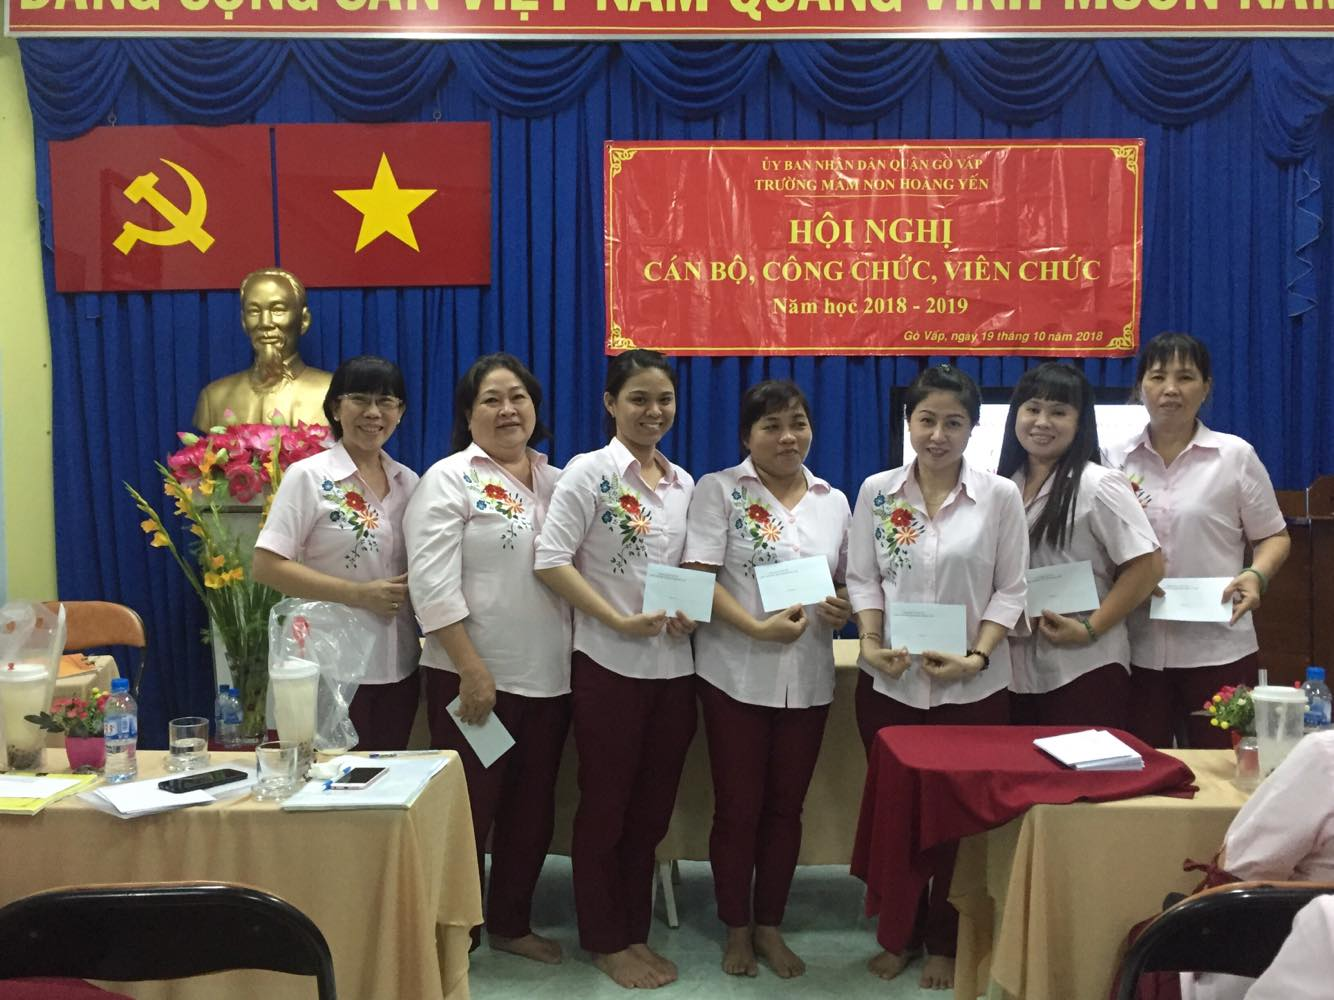 ĐẢNG CỘNG SẢN VIỆT NAM QUANG VINH MUÔN NĂM
ỦY BAN NHÂN DÂN QUẬN GÒ VẤP
TRƯỜNG MẦM NON HOÀNG YẾN
HỘI NGHỊ
CÁN BỘ, CÔNG CHỨC, VIÊN CHỨC
Năm học 2018 - 2019
Gò Vấp, ngày 19 tháng 10 năm 2018